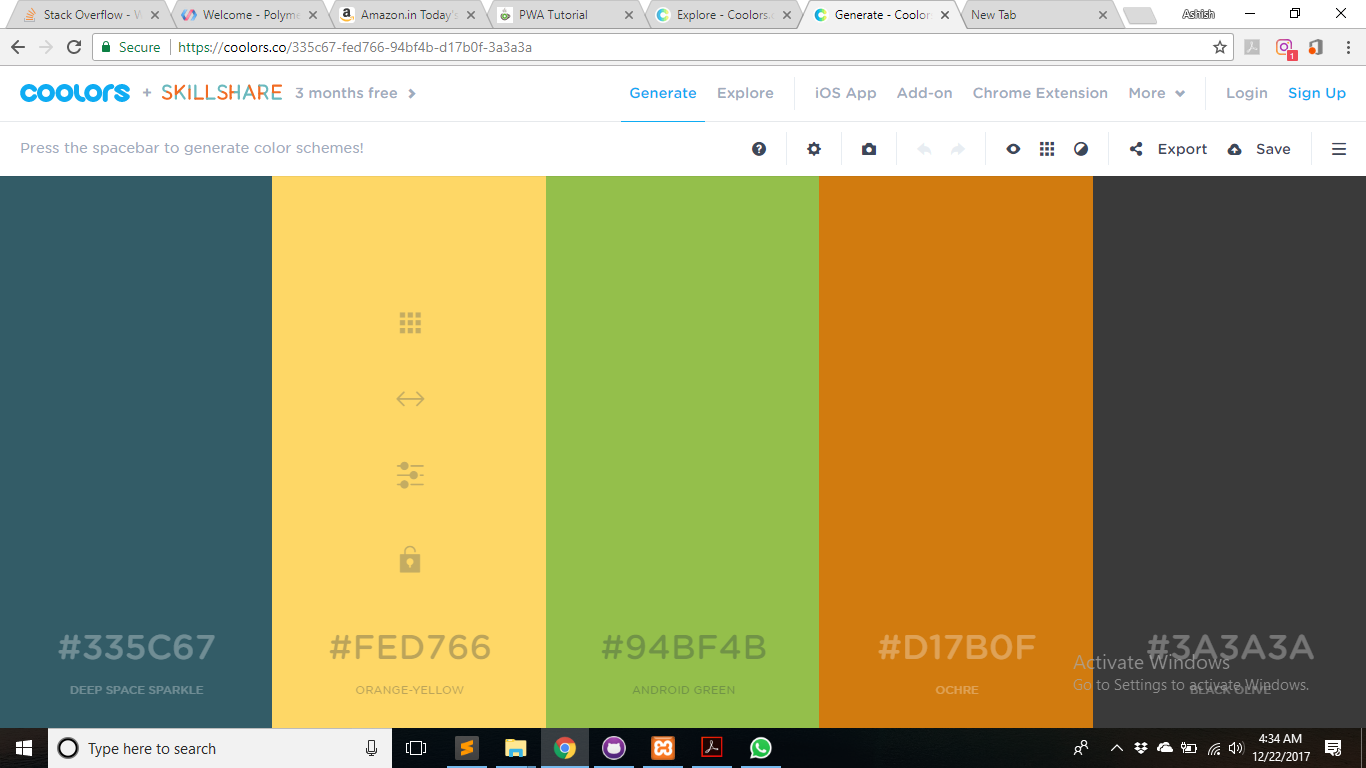 Stack Overflow - W
Welcome - Polyme
Amazon.in Today's
PWA Tutorial
Explore - Coolors.
Generate - Coolor
New Tab
Ashish
Secure
https://coolors.co/335c67-fed766-94bf4b-d17b0f-3a3a3a
1
coolors + SKILLSHARE 3 months free
Generate Explore iOS App Add-on Chrome Extension More Login Sign Up
Press the spacebar to generate color schemes!
Export Save
#335C67
DEEP SPACE SPARKLE
#FED766
ORANGE-YELLOW
#94BF4B
ANDROID GREEN
#D17B0F
OCHRE
#3A3A3A
BLACK OLIVE
Activate Windows
Go to Settings to activate Windows.
Type here to search
4:34 AM
12/22/2017